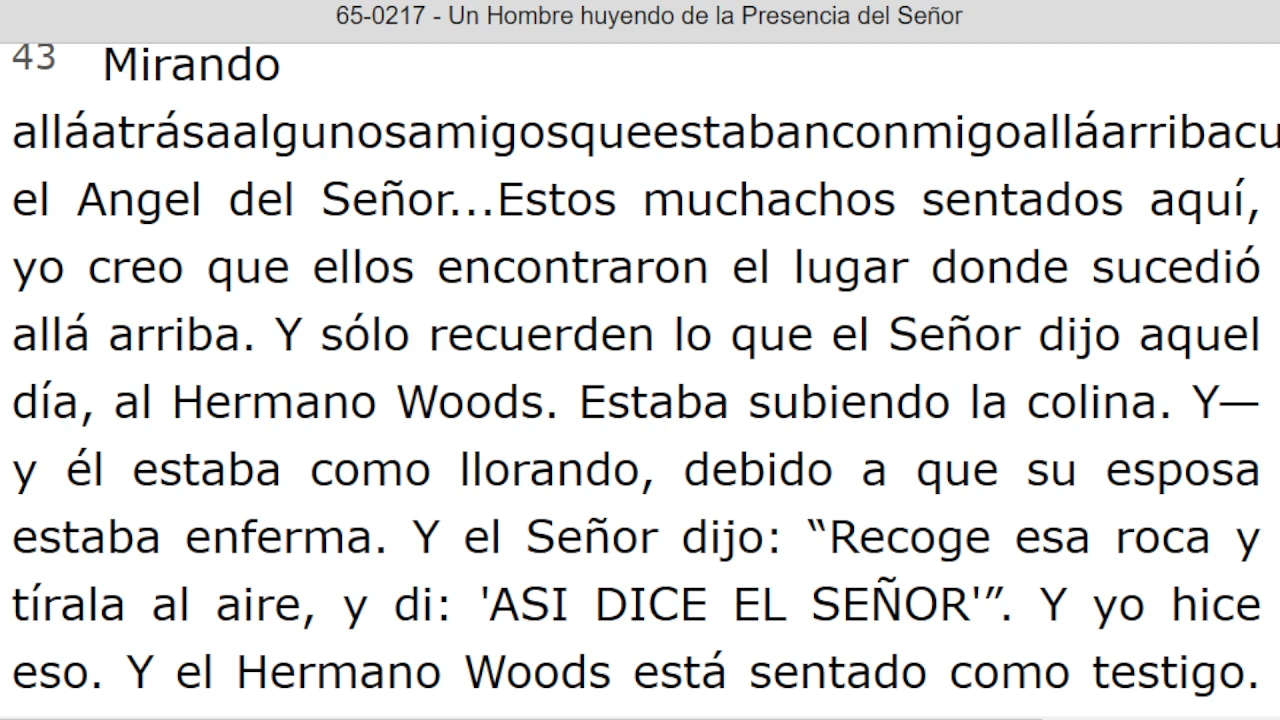 65-0217 - Un Hombre huyendo de la Presencia del Señor
43 Mirando
alláatrásaalgunosamigosqueestabanconmigoalláarribacu
el Angel del Señor...Estos muchachos sentados aquí,
yo creo que ellos encontraron el lugar donde sucedió
allá arriba. Y sólo recuerden lo que el Señor dijo aquel
día, al Hermano Woods. Estaba subiendo la colina. Y—
y él estaba como llorando, debido a que su esposa
estaba enferma. Y el Señor dijo: “Recoge esa roca y
tírala al aire, y di: 'ASI DICE EL SEÑOR'”. Y yo hice
eso. Y el Hermano Woods está sentado como testigo.